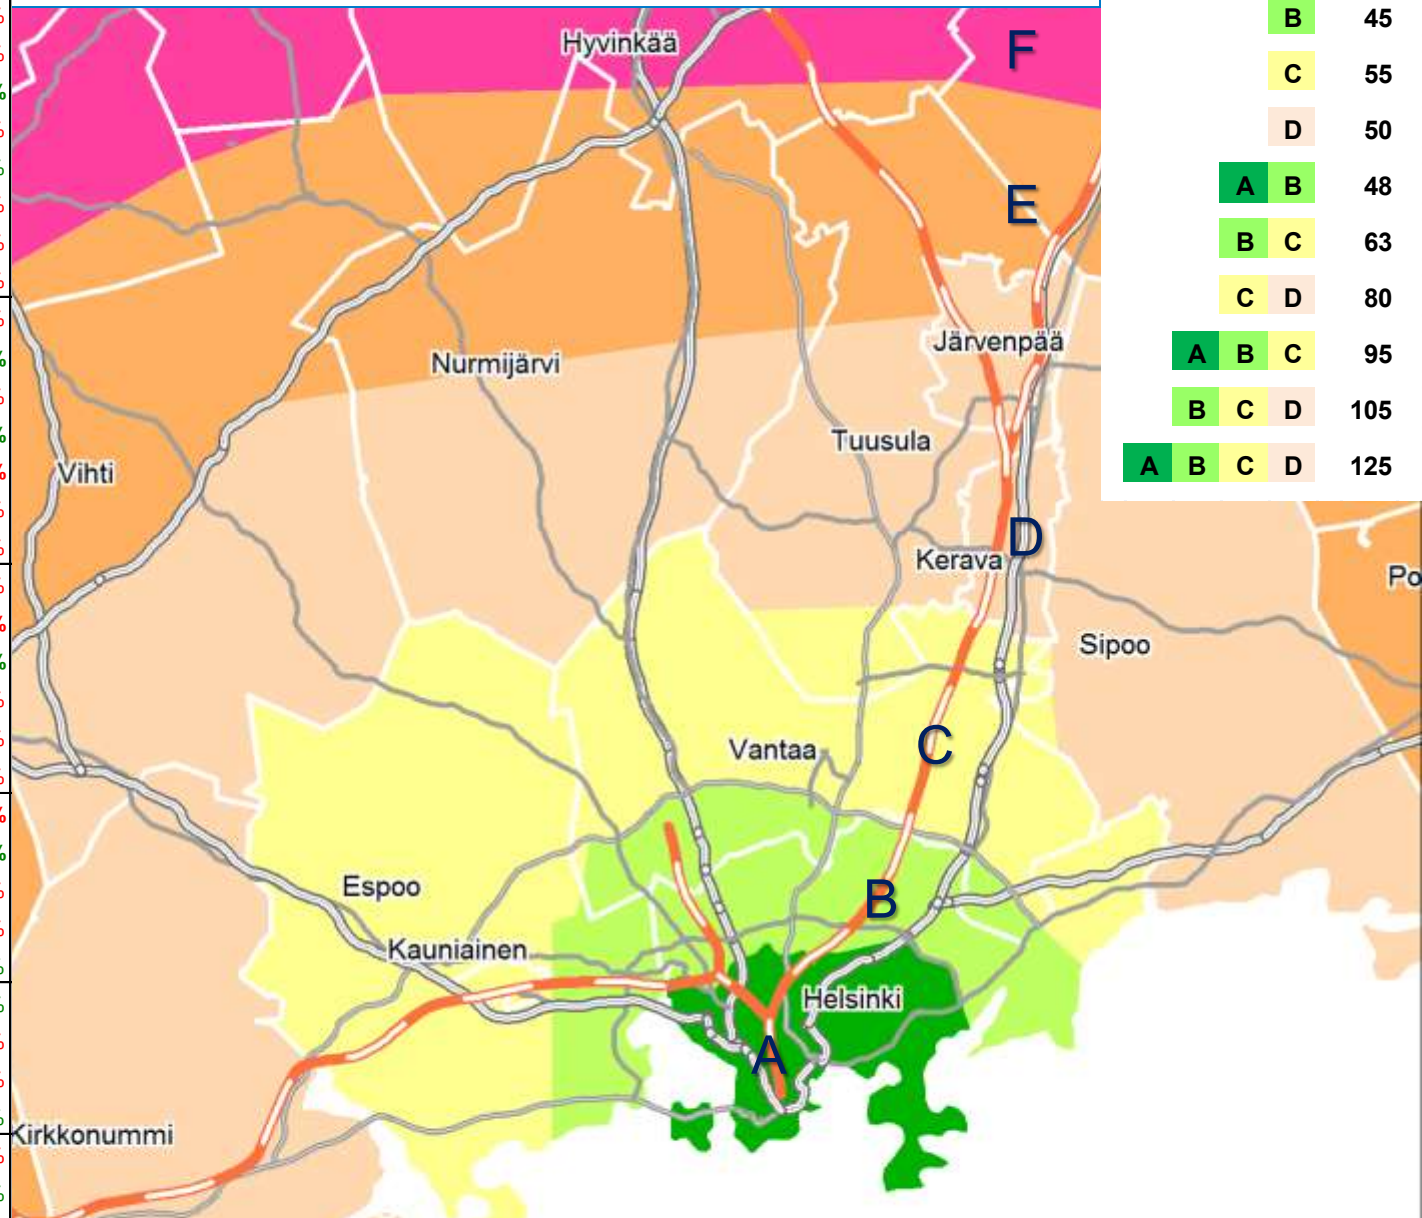 B 45
C 55
D 50
A B 48
B C 63
C D 80
A B C 95
B C D 105
A B C D 125
Hyvinkää
F
E
Järvenpää
Nurmijärvi
Tuusula
Vihti
D
Kerava
Po
Sipoo
C
Vantaa
Espoo
B
Kauniainen
Helsinki
A
Kirkkonummi